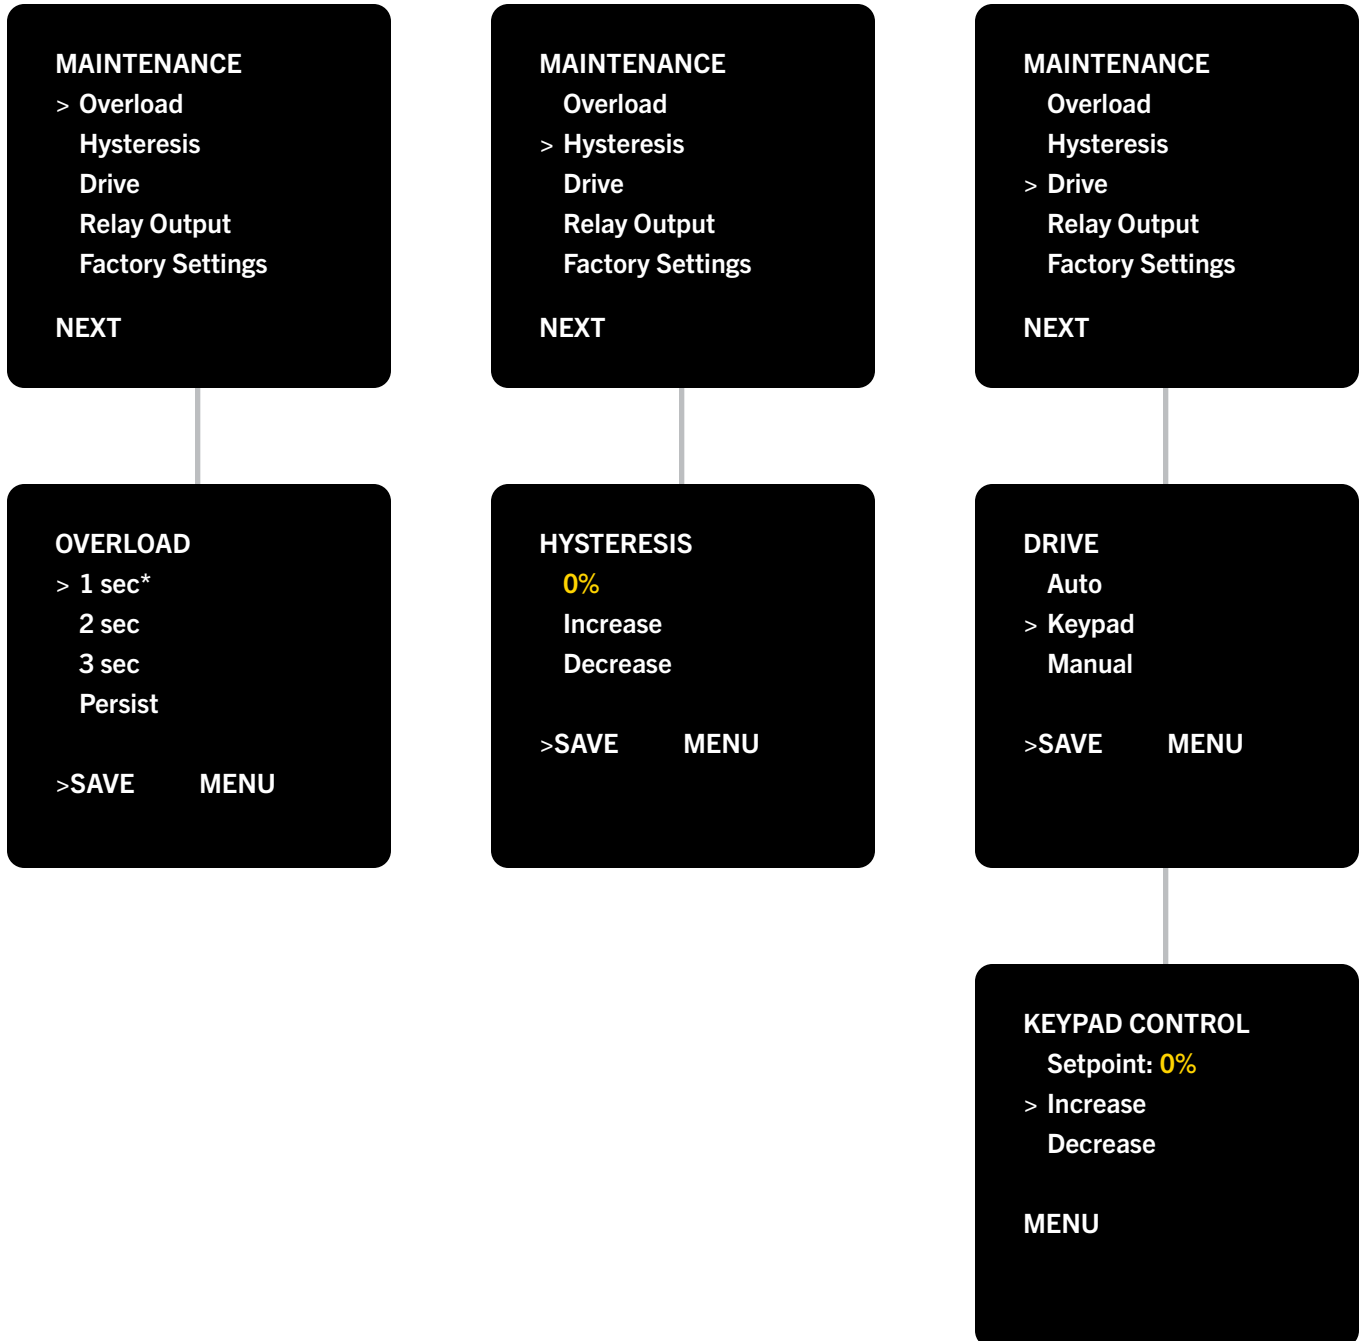 MAINTENANCE
> Overload
Hysteresis
Drive
Relay Output
Factory Settings
NEXT
OVERLOAD
> 1 sec*
2 sec
3 sec
Persist
>SAVE MENU
MAINTENANCE
Overload
> Hysteresis
Drive
Relay Output
Factory Settings
NEXT
HYSTERESIS
0%
Increase
Decrease
>SAVE MENU
MAINTENANCE
Overload
Hysteresis
> Drive
Relay Output
Factory Settings
NEXT
DRIVE
Auto
> Keypad
Manual
>SAVE MENU
KEYPAD CONTROL
Setpoint: 0%
> Increase
Decrease
MENU